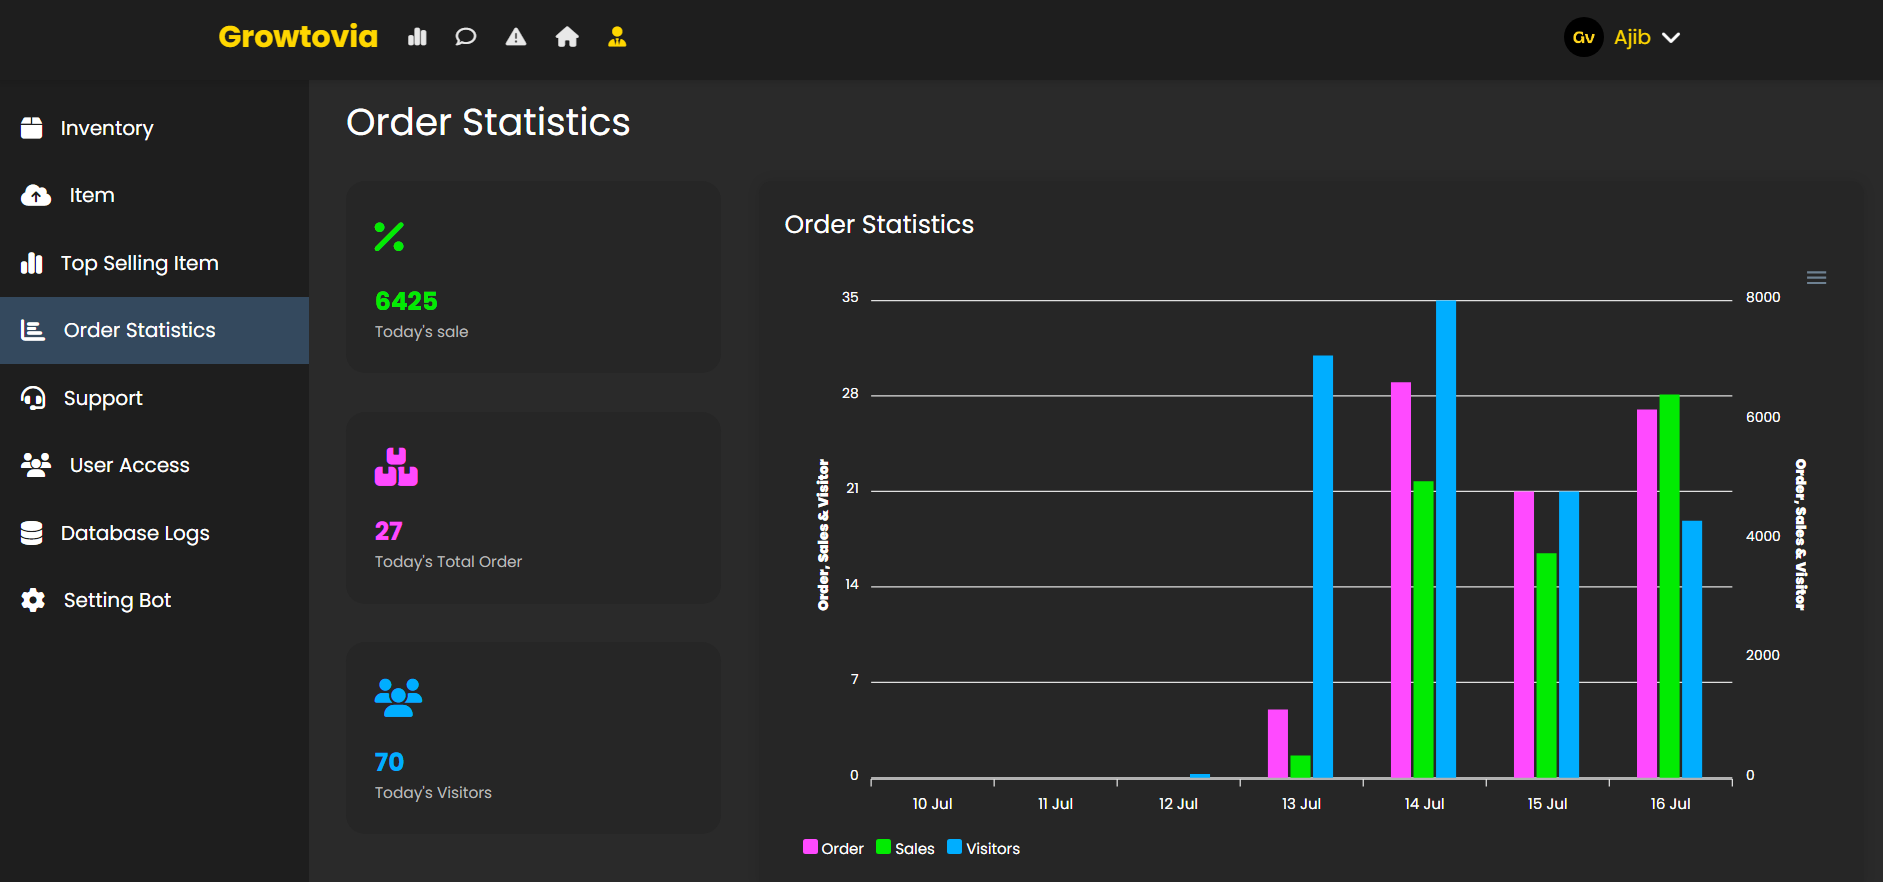 Growtovia
Gv Ajib
Inventory
Item
Top Selling Item
Order Statistics
Support
User Access
Database Logs
Setting Bot
Order Statistics
6425
Today's sale
27
Today's Total Order
70
Today's Visitors
Order Statistics
35
28
21
14
7
0
Order, Sales & Visitor
8000
6000
4000
2000
0
Order, Sales & Visitor
10 Jul
11 Jul
12 Jul
13 Jul
14 Jul
15 Jul
16 Jul
Order Sales Visitors